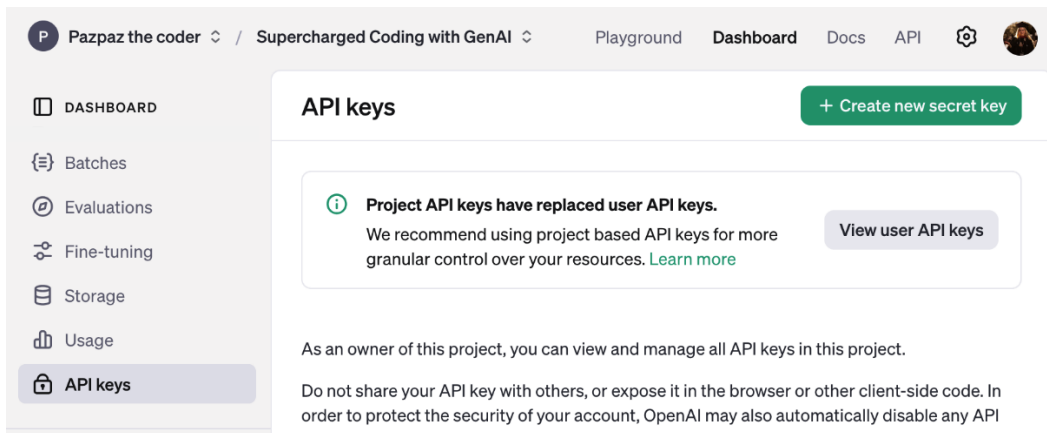 P Pazpaz the coder / Supercharged Coding with GenAI Playground Dashboard Docs API
DASHBOARD
Batches
Evaluations
Fine-tuning
Storage
Usage
API keys
API keys
+ Create new secret key
Project API keys have replaced user API keys.
We recommend using project based API keys for more
granular control over your resources. Learn more
View user API keys
As an owner of this project, you can view and manage all API keys in this project.
Do not share your API key with others, or expose it in the browser or other client-side code. In
order to protect the security of your account, OpenAI may also automatically disable any API